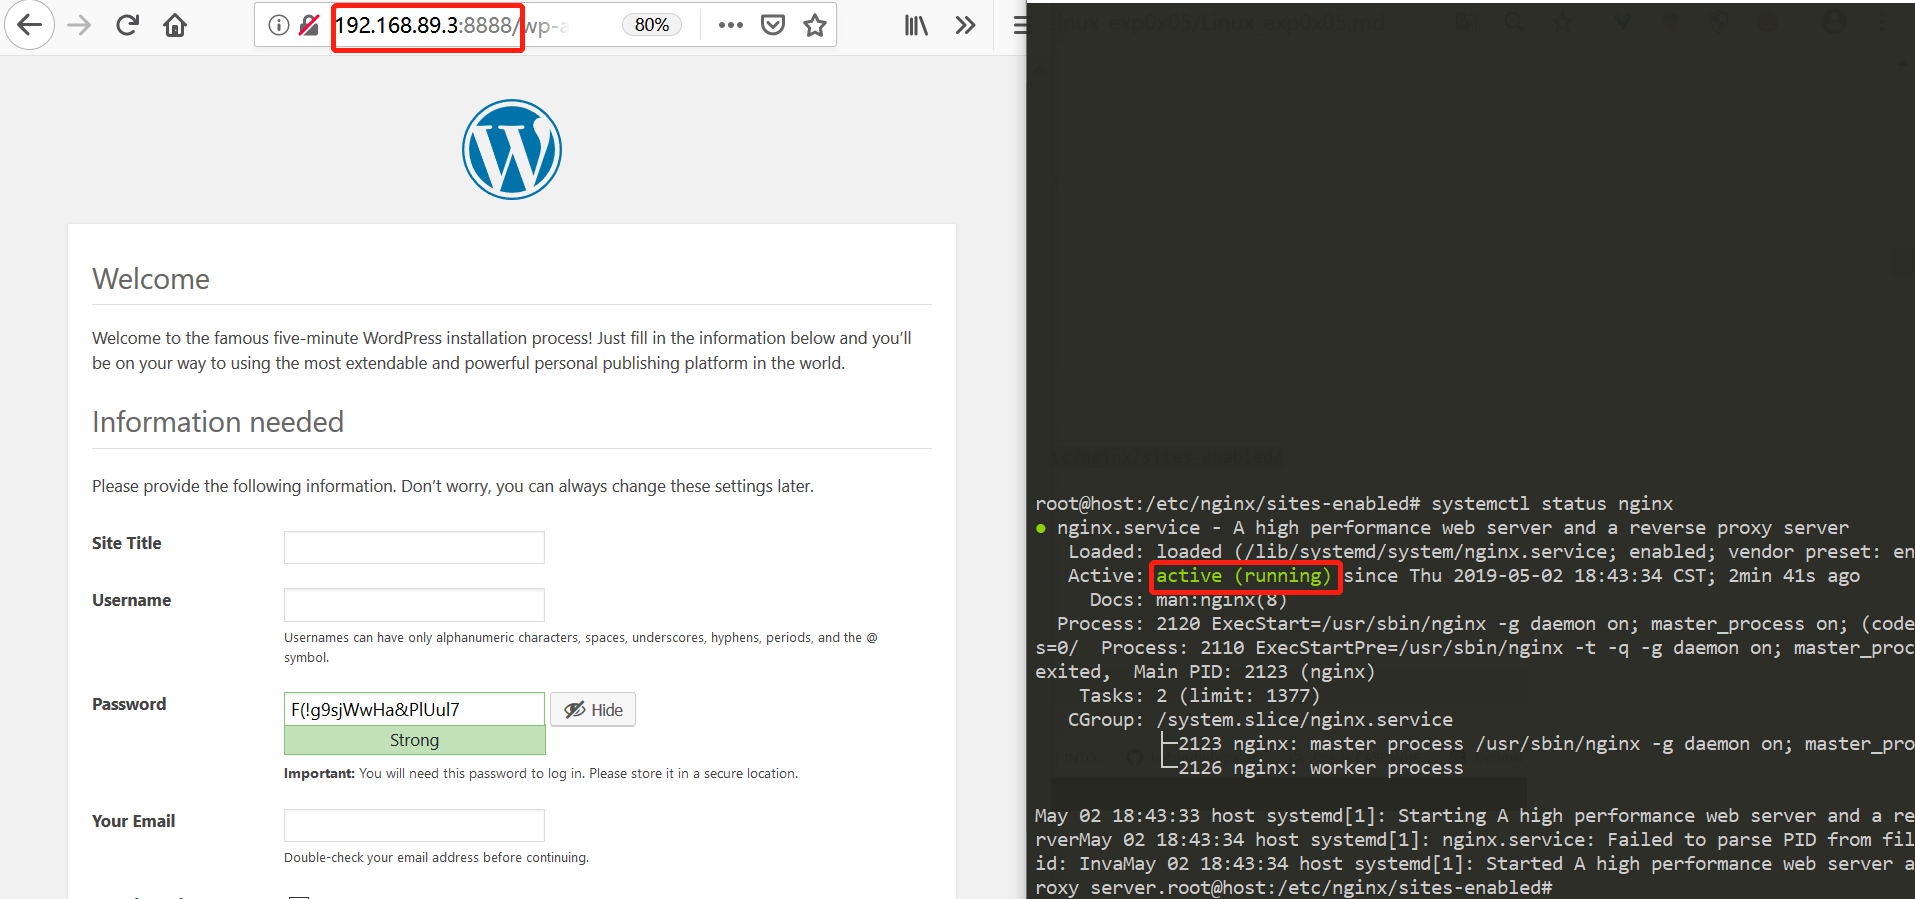 192.168.89.3:8888/wp-a
80%
Welcome
Welcome to the famous five-minute WordPress installation process! Just fill in the information below and you’ll
be on your way to using the most extendable and powerful personal publishing platform in the world.
Information needed
Please provide the following information. Don’t worry, you can always change these settings later.
Site Title
Username
Usernames can have only alphanumeric characters, spaces, underscores, hyphens, periods, and the @
symbol.
Password
F(!g9sjWwHa&PlUul7
Hide
Strong
Important: You will need this password to log in. Please store it in a secure location.
Your Email
Double-check your email address before continuing.
root@host:/etc/nginx/sites-enabled# systemctl status nginx
● nginx.service - A high performance web server and a reverse proxy server
Loaded: loaded (/lib/systemd/system/nginx.service; enabled; vendor preset: en
Active: active (running) since Thu 2019-05-02 18:43:34 CST; 2min 41s ago
Docs: man:nginx(8)
Process: 2120 ExecStart=/usr/sbin/nginx -g daemon on; master_process on; (code
s=0/  Process: 2110 ExecStartPre=/usr/sbin/nginx -t -q -g daemon on; master_proc
exited,  Main PID: 2123 (nginx)
Tasks: 2 (limit: 1377)
CGroup: /system.slice/nginx.service
├─2123 nginx: master process /usr/sbin/nginx -g daemon on; master_pro
└─2126 nginx: worker process
May 02 18:43:33 host systemd[1]: Starting A high performance web server and a re
rverMay 02 18:43:34 host systemd[1]: nginx.service: Failed to parse PID from fil
id: InvaMay 02 18:43:34 host systemd[1]: Started A high performance web server a
roxy server.root@host:/etc/nginx/sites-enabled#